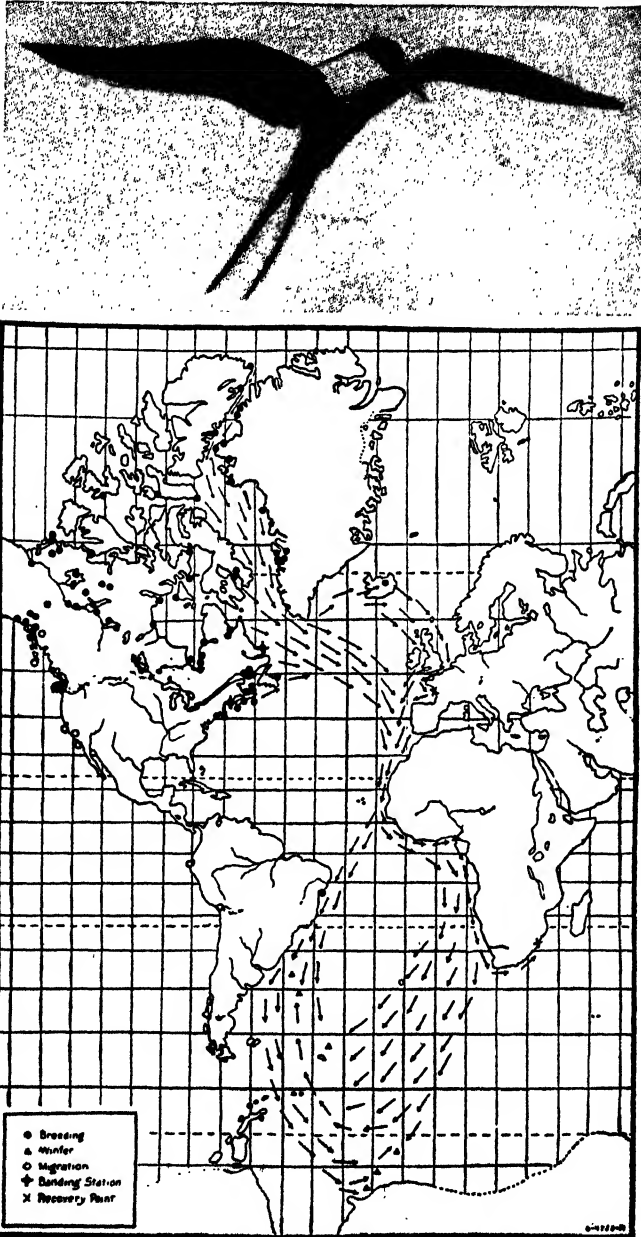 ?
Breeding
Winter
Migration
Banding Station
Recovery Point